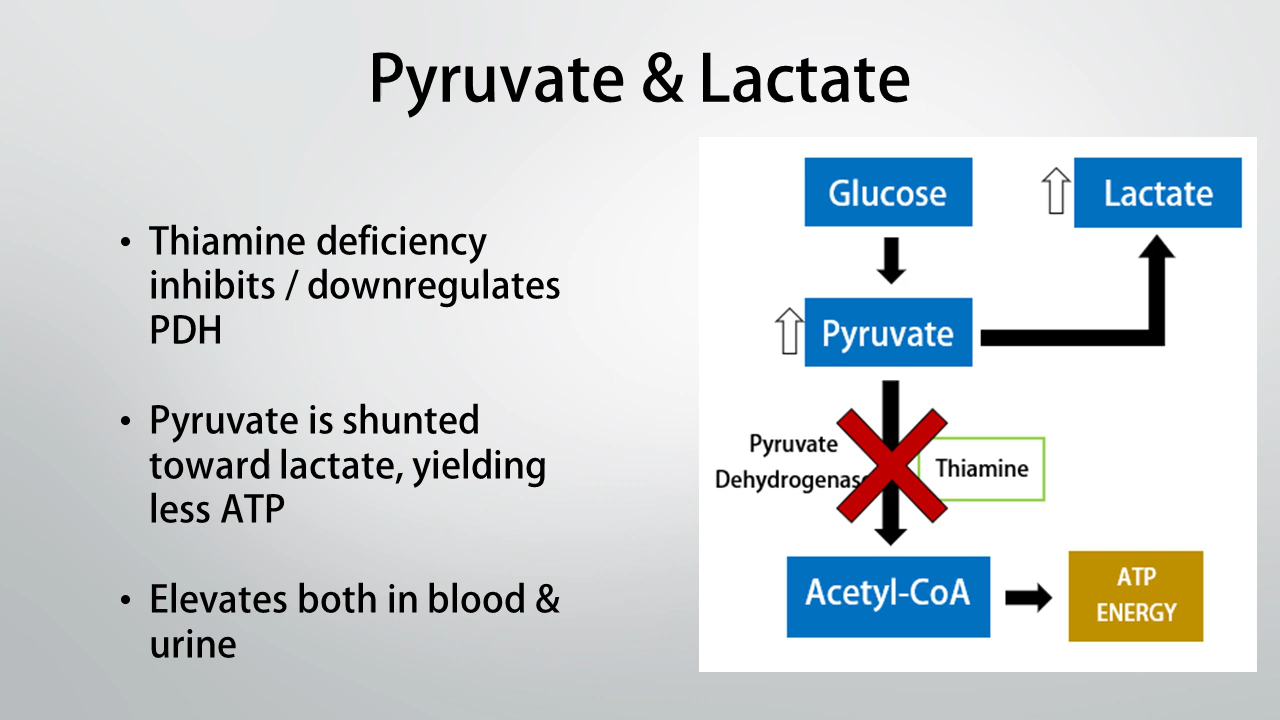 Pyruvate & Lactate
• Thiamine deficiency
inhibits / downregulates
PDH
• Pyruvate is shunted
toward lactate, yielding
less ATP
• Elevates both in blood &
urine
Glucose
Lactate
Pyruvate
Pyruvate
Dehydrogenase
Thiamine
Acetyl-CoA
ATP
ENERGY